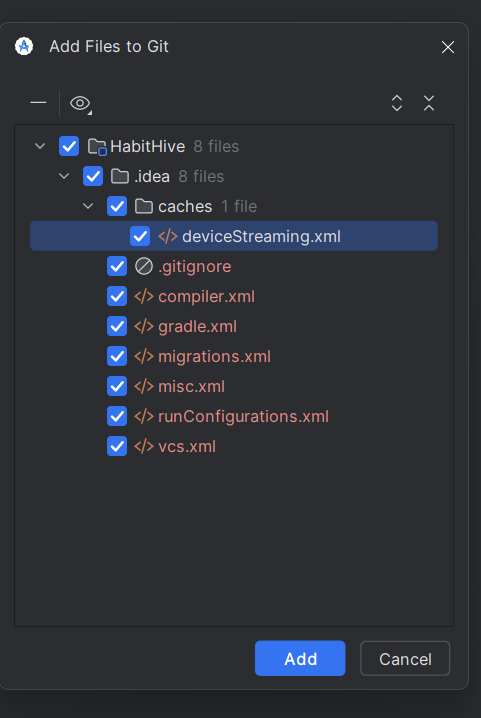 Add Files to Git
HabitHive 8 files
.idea 8 files
caches 1 file
deviceStreaming.xml
.gitignore
compiler.xml
gradle.xml
migrations.xml
misc.xml
runConfigurations.xml
vcs.xml
Add Cancel